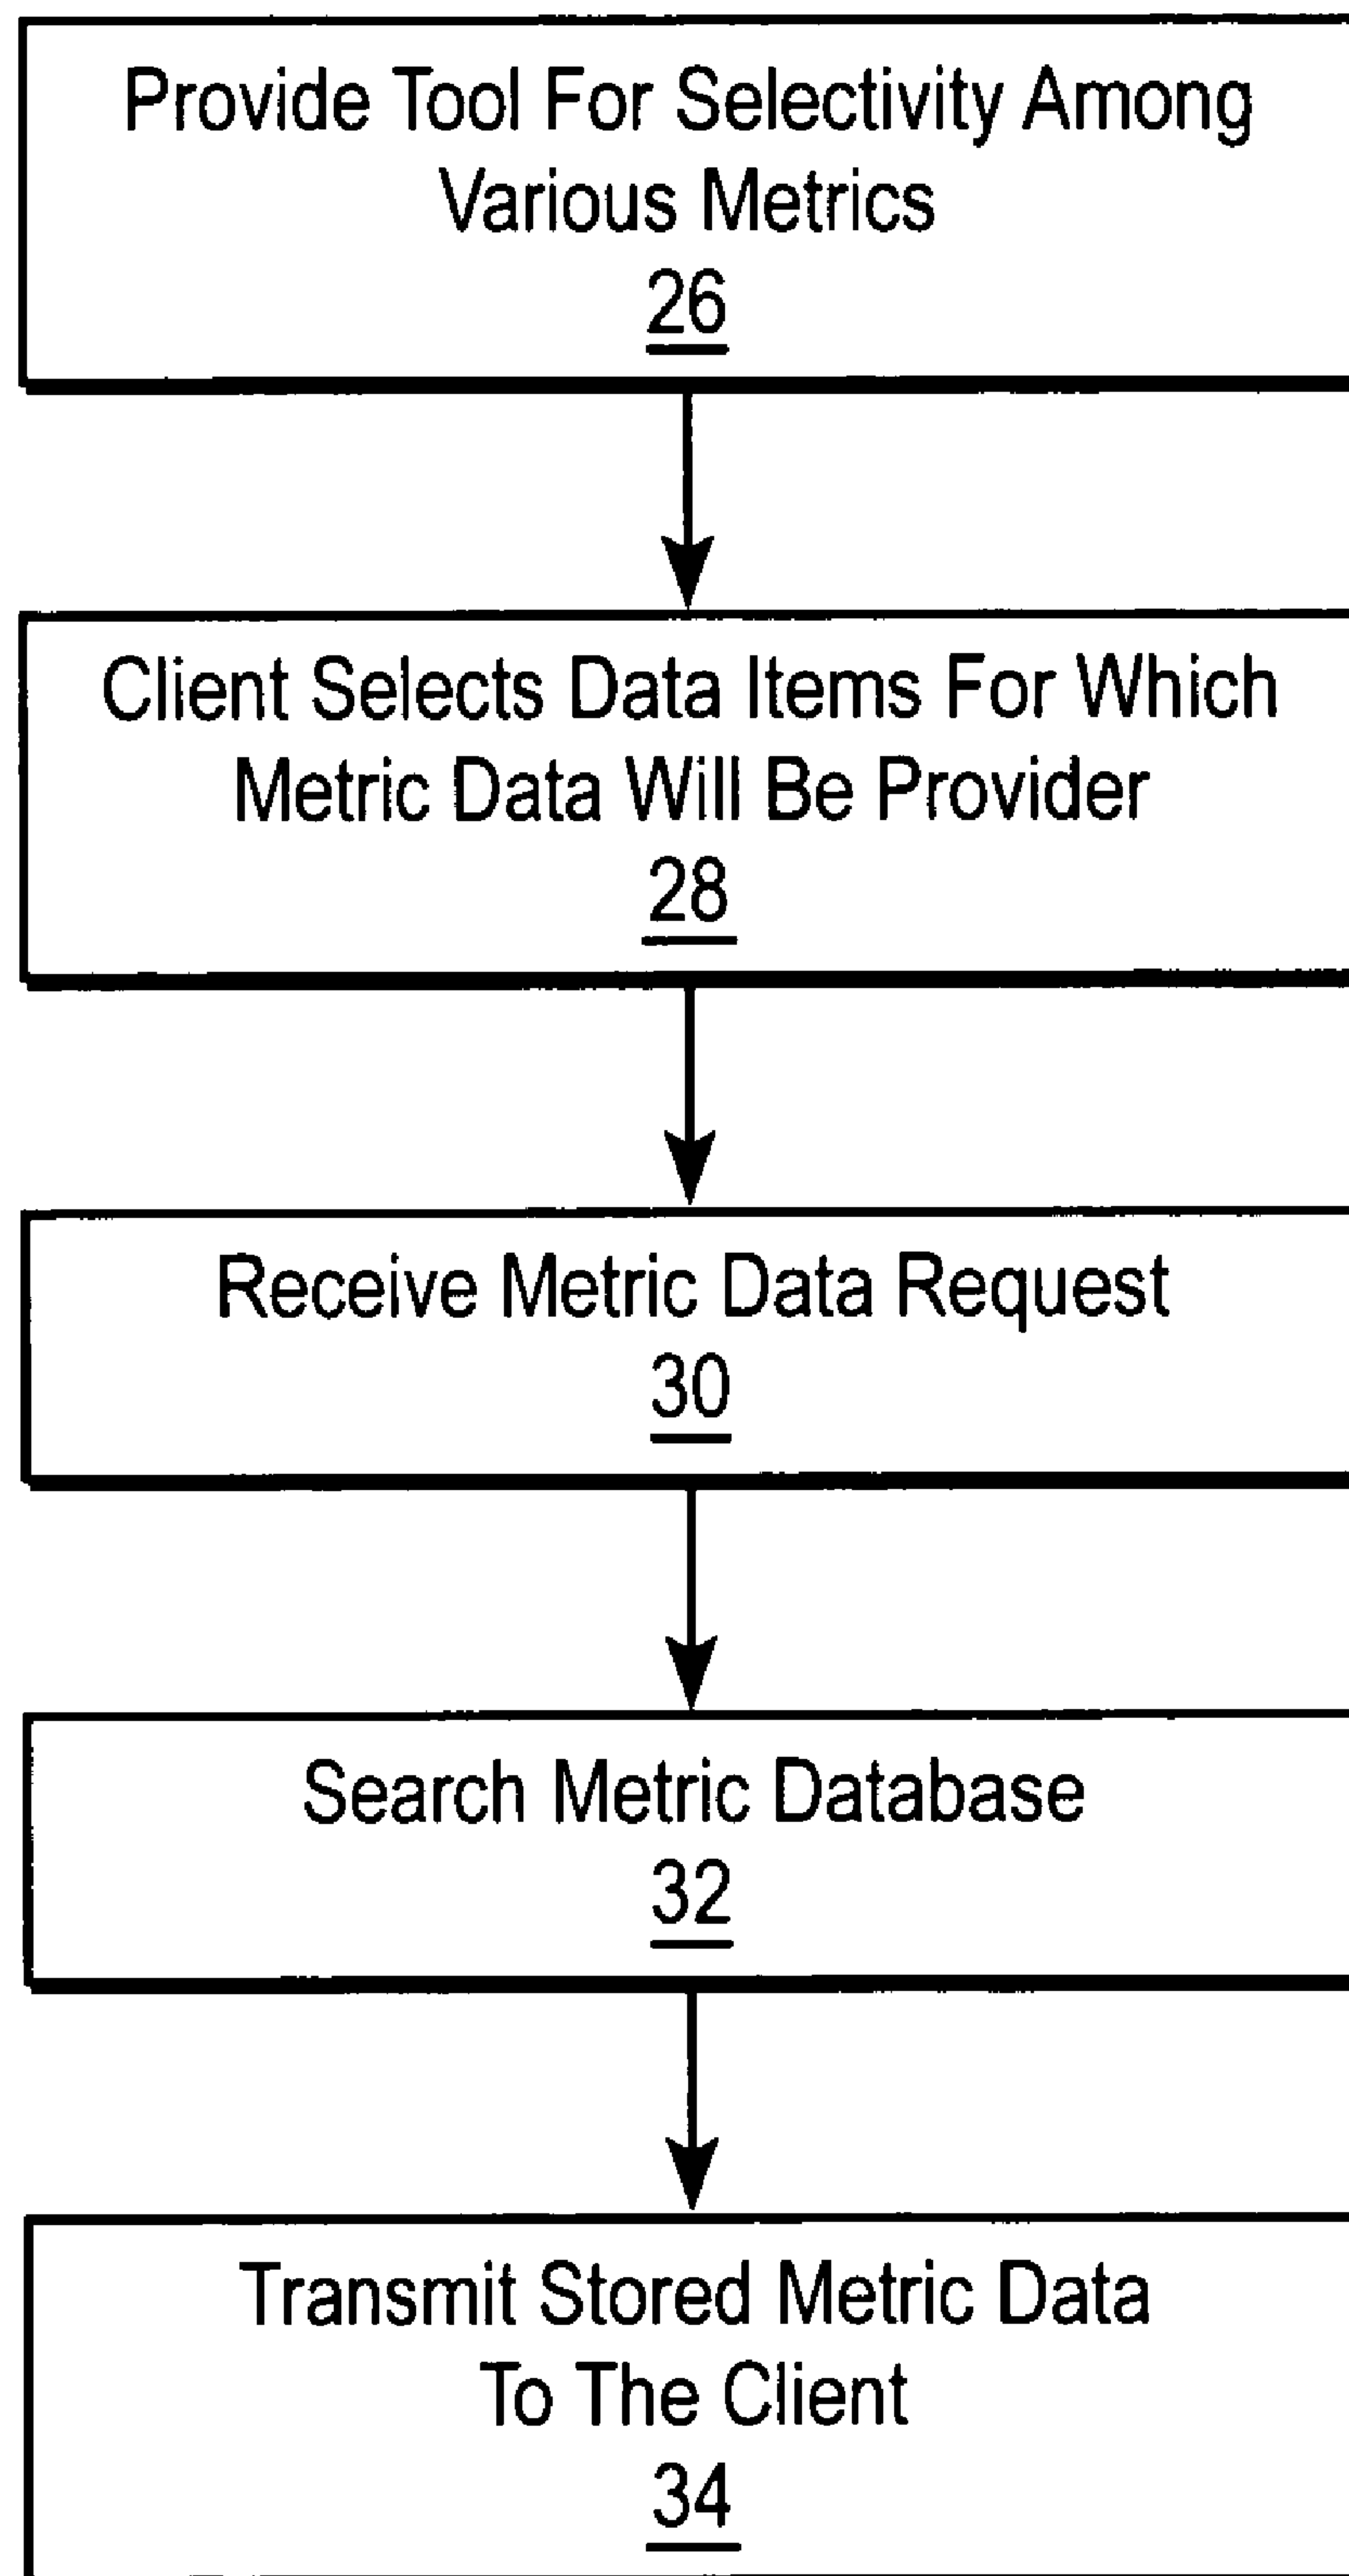 Provide Tool For Selectivity Among
Various Metrics
26
Client Selects Data Items For Which
Metric Data Will Be Provider
28
Receive Metric Data Request
30
Search Metric Database
32
Transmit Stored Metric Data
To The Client
34